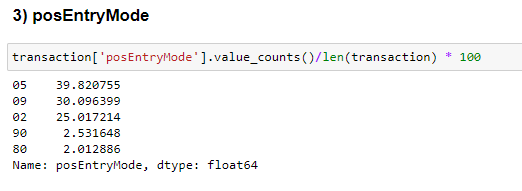 3) posEntryMode
transaction['posEntryMode'].value_counts()/len(transaction) * 100
05    39.820755
09    30.096399
02    25.017214
90     2.531648
80     2.012886
Name: posEntryMode, dtype: float64